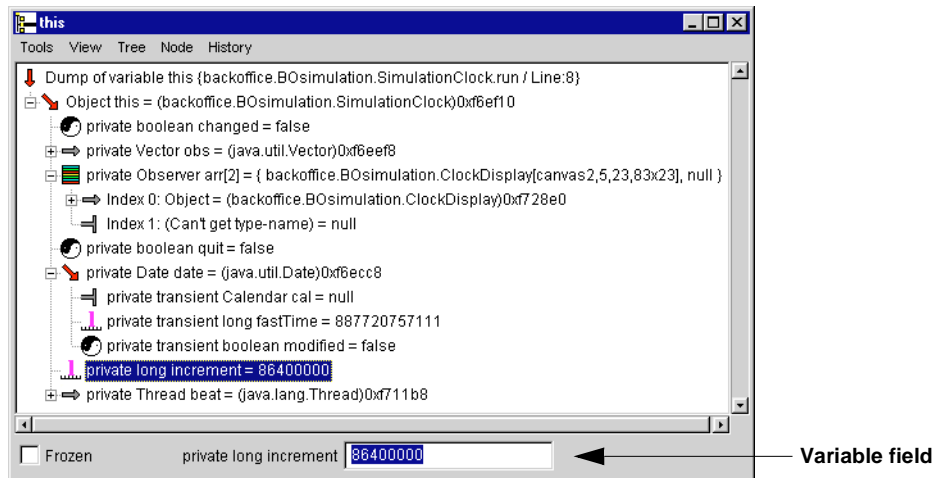 this
Tools View Tree Node History
Dump of variable this {backoffice.BOsimulation.SimulationClock.run / Line:8}
Object this = (backoffice.BOsimulation.SimulationClock)0xf6ef10
private boolean changed = false
private Vector obs = (java.util.Vector)0xf6eef8
private Observer arr[2] = { backoffice.BOsimulation.ClockDisplay[canvas2,5,23,83x23], null }
Index 0: Object = (backoffice.BOsimulation.ClockDisplay)0xf728e0
Index 1: (Can't get type-name) = null
private boolean quit = false
private Date date = (java.util.Date)0xf6ecc8
private transient Calendar cal = null
private transient long fastTime = 887720757111
private transient boolean modified = false
private long increment = 86400000
private Thread beat = (java.lang.Thread)0xf711b8
Frozen private long increment 86400000 Variable field